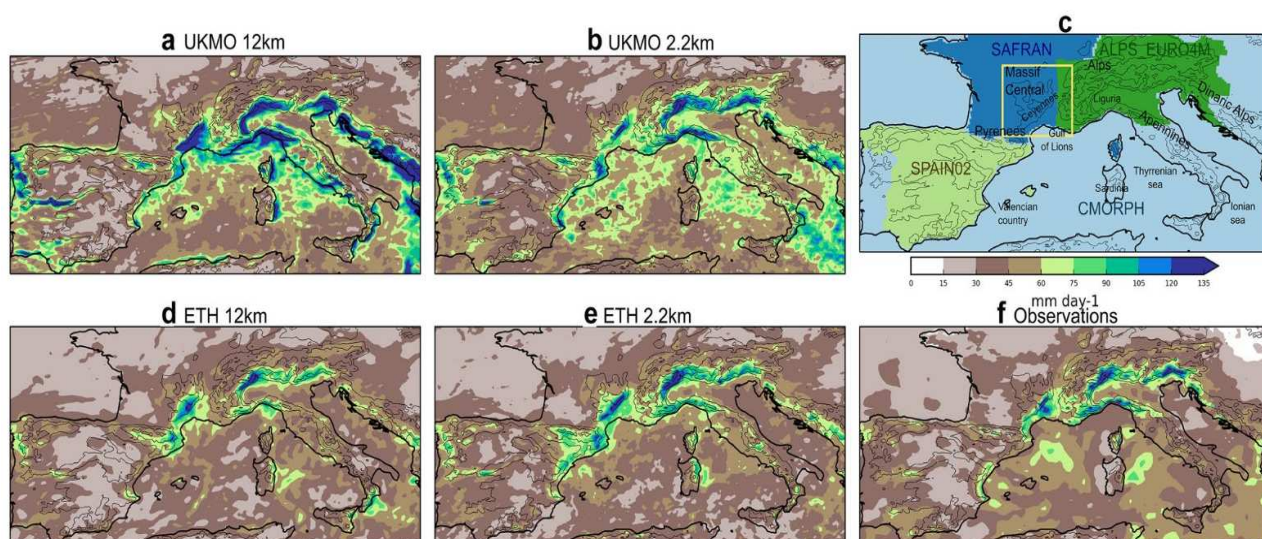 a UKMO 12km
b UKMO 2.2km
c
SAFRAN
ALPS_EURO4M
Alps
Massif
Central
Cevennes
Liguria
Dinaric Alps
Apennines
Pyrenees
Gulf
of Lions
SPAIN02
Thyrrenian
sea
Sardinia
Valencian
country
CMORPH
Ionian
sea
0 15 30 45 60 75 90 105 120 135
mm day-1
d ETH 12km
e ETH 2.2km
f Observations